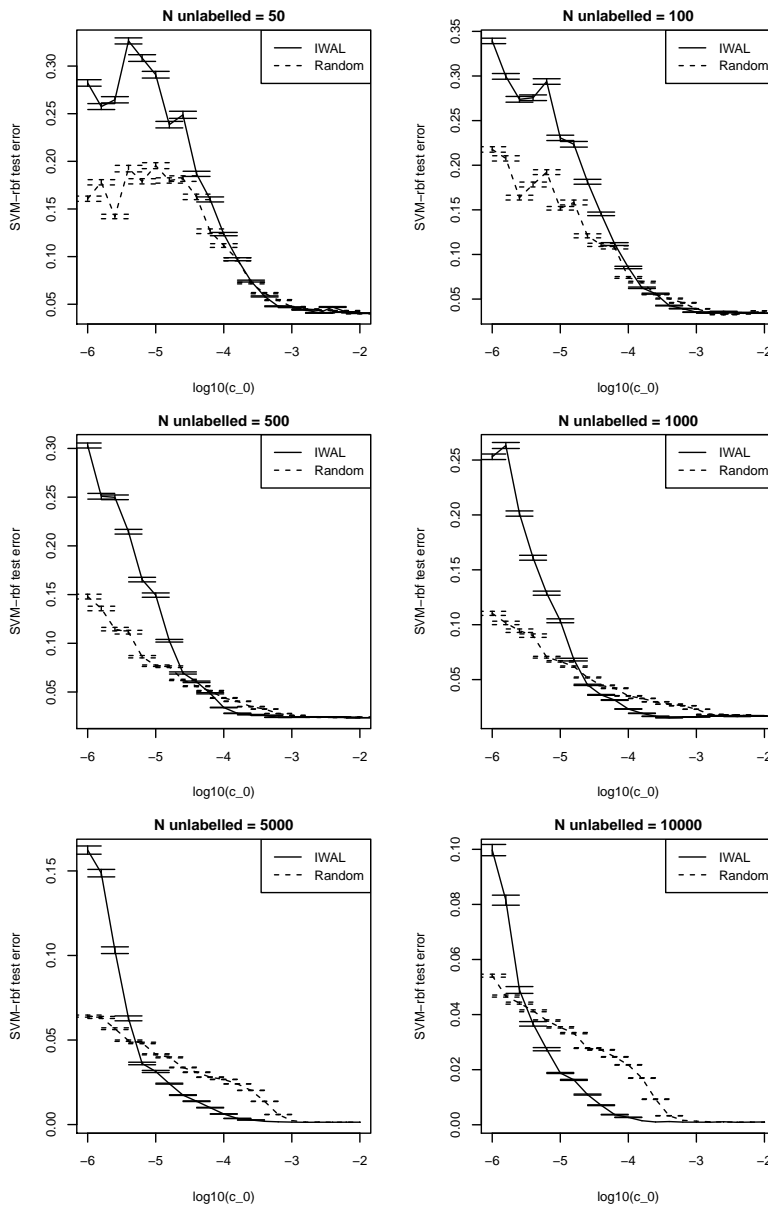 N unlabelled = 50
IWAL
Random
SVM−rbf test error
0.05 0.10 0.15 0.20 0.25 0.30
−6 −5 −4 −3 −2
log10(c_0)
N unlabelled = 100
IWAL
Random
SVM−rbf test error
0.05 0.10 0.15 0.20 0.25 0.30 0.35
−6 −5 −4 −3 −2
log10(c_0)
N unlabelled = 500
IWAL
Random
SVM−rbf test error
0.05 0.10 0.15 0.20 0.25 0.30
−6 −5 −4 −3 −2
log10(c_0)
N unlabelled = 1000
IWAL
Random
SVM−rbf test error
0.05 0.10 0.15 0.20 0.25
−6 −5 −4 −3 −2
log10(c_0)
N unlabelled = 5000
IWAL
Random
SVM−rbf test error
0.00 0.05 0.10 0.15
−6 −5 −4 −3 −2
log10(c_0)
N unlabelled = 10000
IWAL
Random
SVM−rbf test error
0.00 0.02 0.04 0.06 0.08 0.10
−6 −5 −4 −3 −2
log10(c_0)